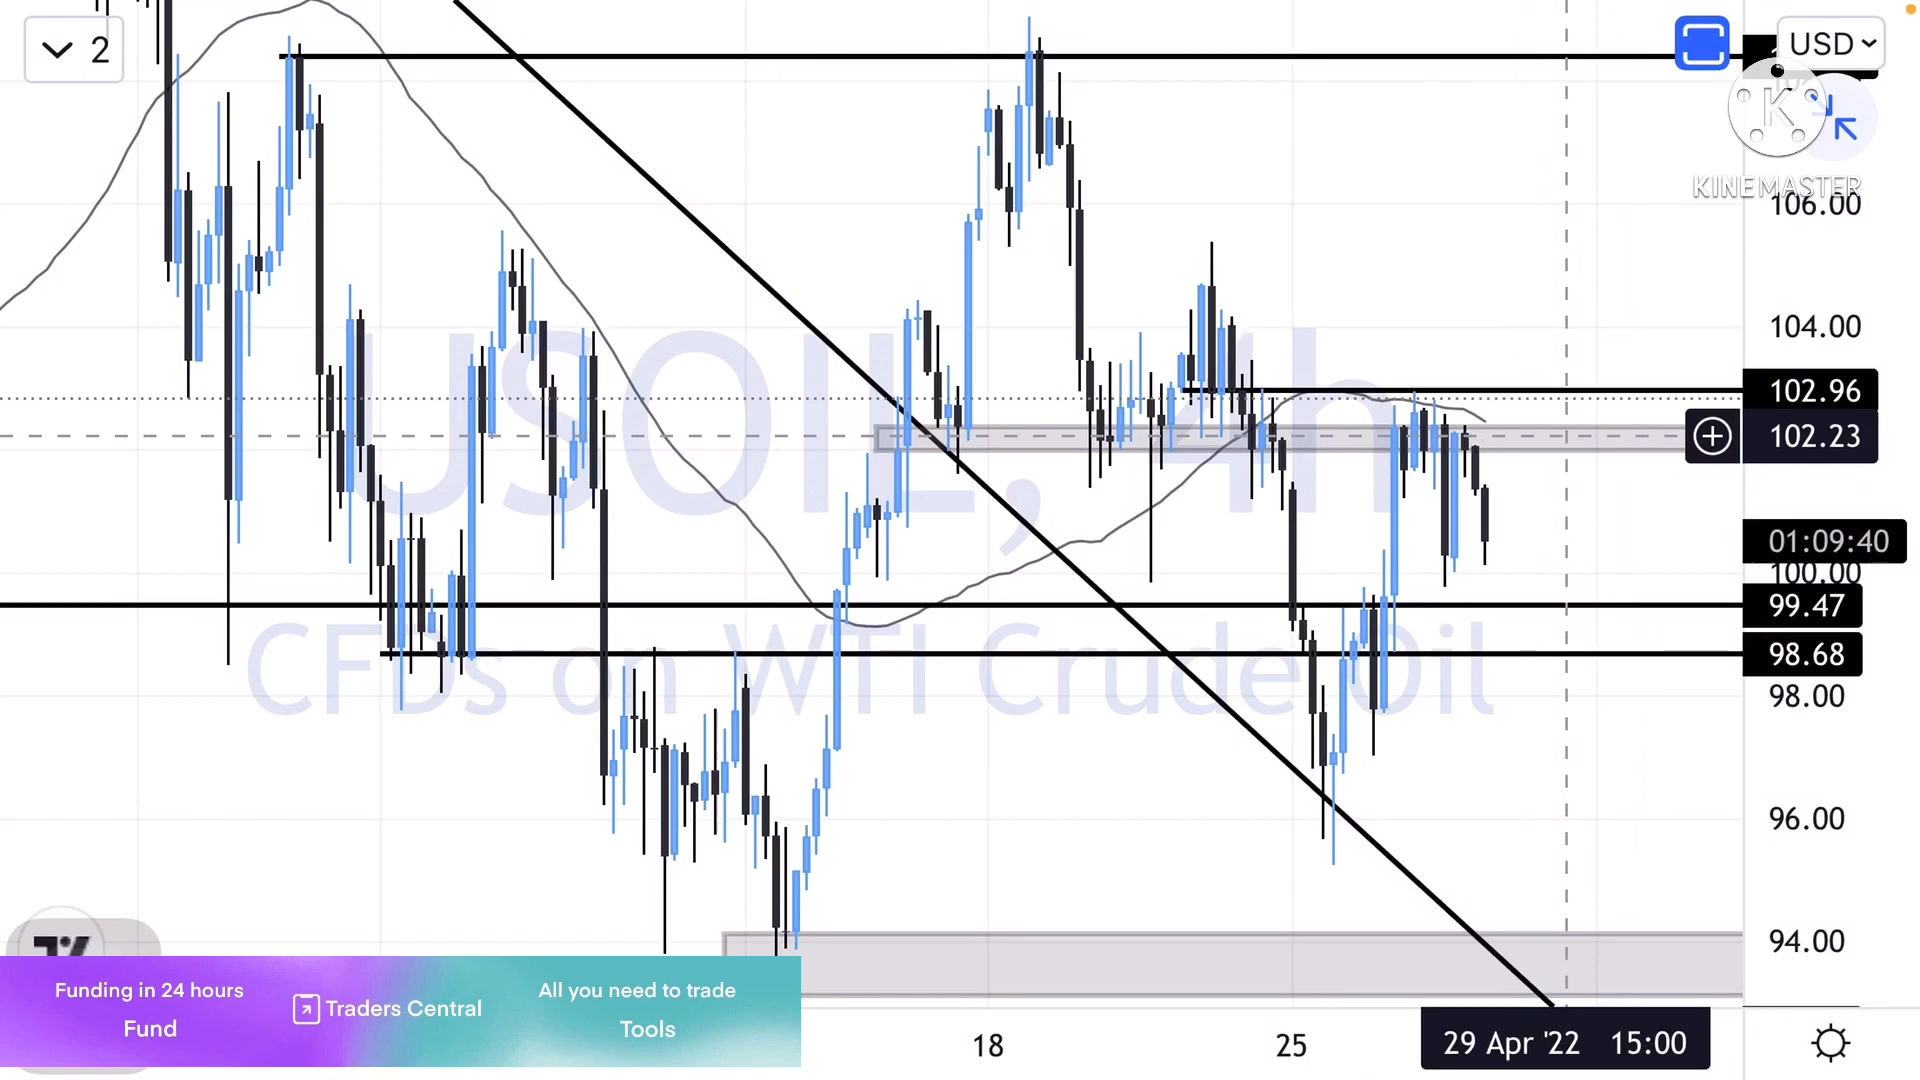 2
USD
K
KINEMASTER
106.00
104.00
102.96
102.23
01:09:40
100.00
99.47
98.68
98.00
96.00
94.00
USOIL, 4h
CFDs on WTI Crude Oil
Funding in 24 hours
Fund
Traders Central
All you need to trade
Tools
18
25
29 Apr '22 15:00